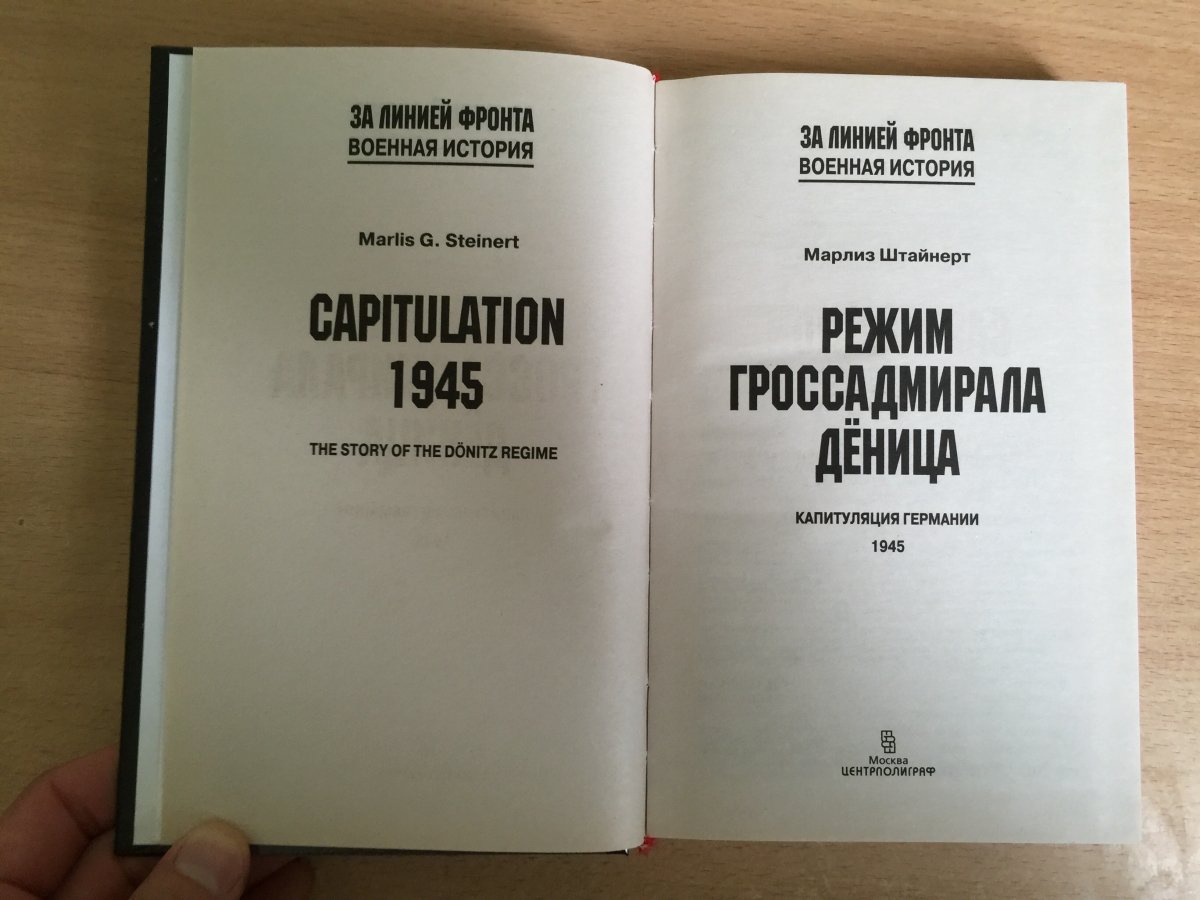 ЗА ЛИНИЕЙ ФРОНТА
ВОЕННАЯ ИСТОРИЯ
Marlis G. Steinert
CAPITULATION
1945
THE STORY OF THE DÖNITZ REGIME
ЗА ЛИНИЕЙ ФРОНТА
ВОЕННАЯ ИСТОРИЯ
Марлиз Штайнерт
РЕЖИМ
ГРОССАДМИРАЛА
ДЁНИЦА
КАПИТУЛЯЦИЯ ГЕРМАНИИ
1945
Москва
ЦЕНТРПОЛИГРАФ